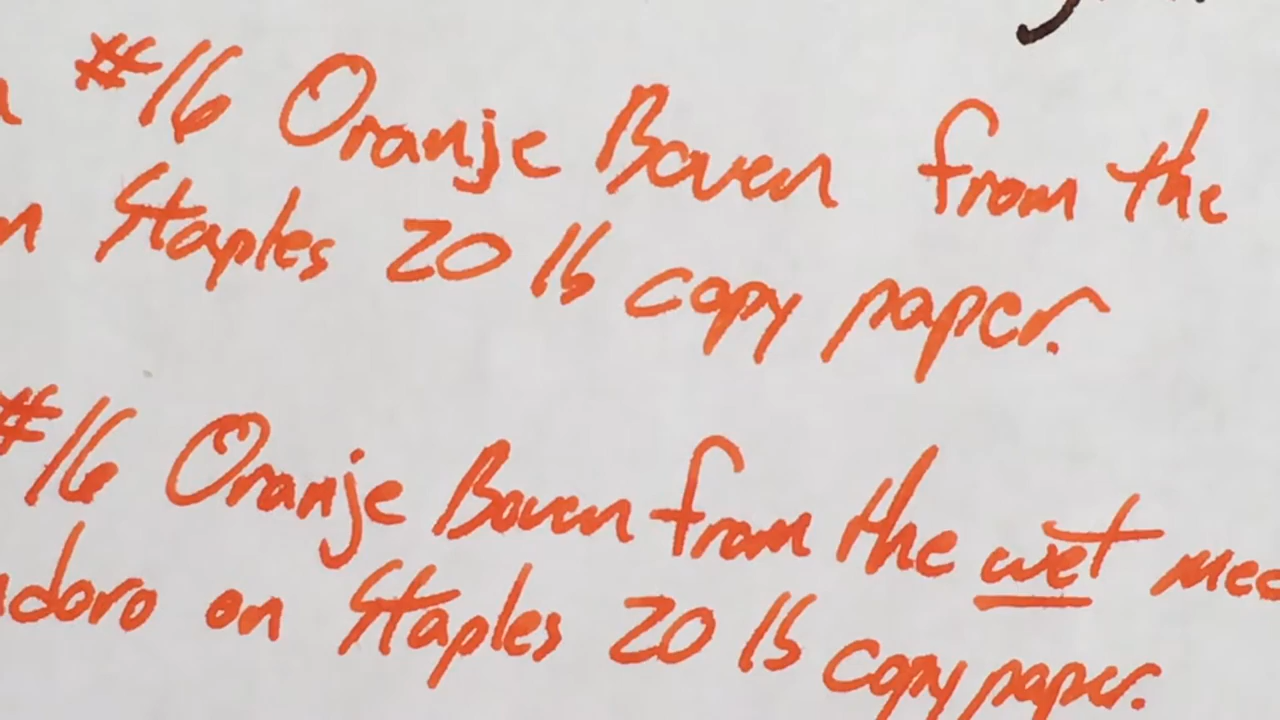 #16 Oranje Boven from the
Staples 20 lb copy paper.
#16 Oranje Boven from the wet
on Staples 20 lb copy paper.